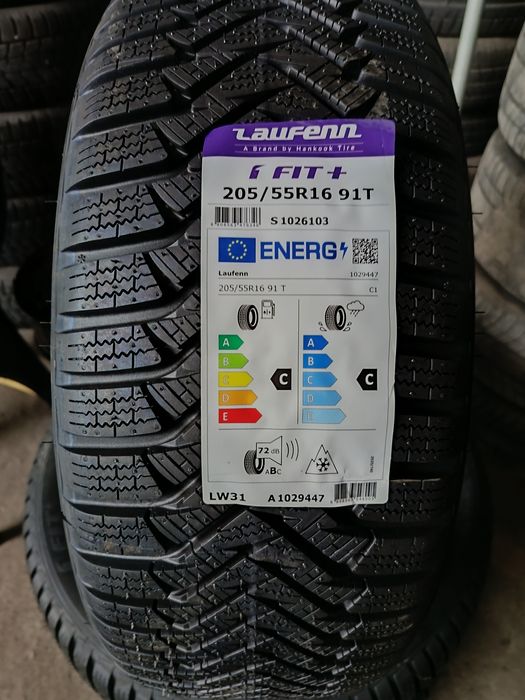 Laufenn
A Brand by Hankook Tire
i FIT+
205/55R16 91T
S 1026103
ENERG
Laufenn 1029447
205/55R16 91 T C1
A A
B B
C C C C
D D
E E
72 dB
ABC
LW31 A 1029447